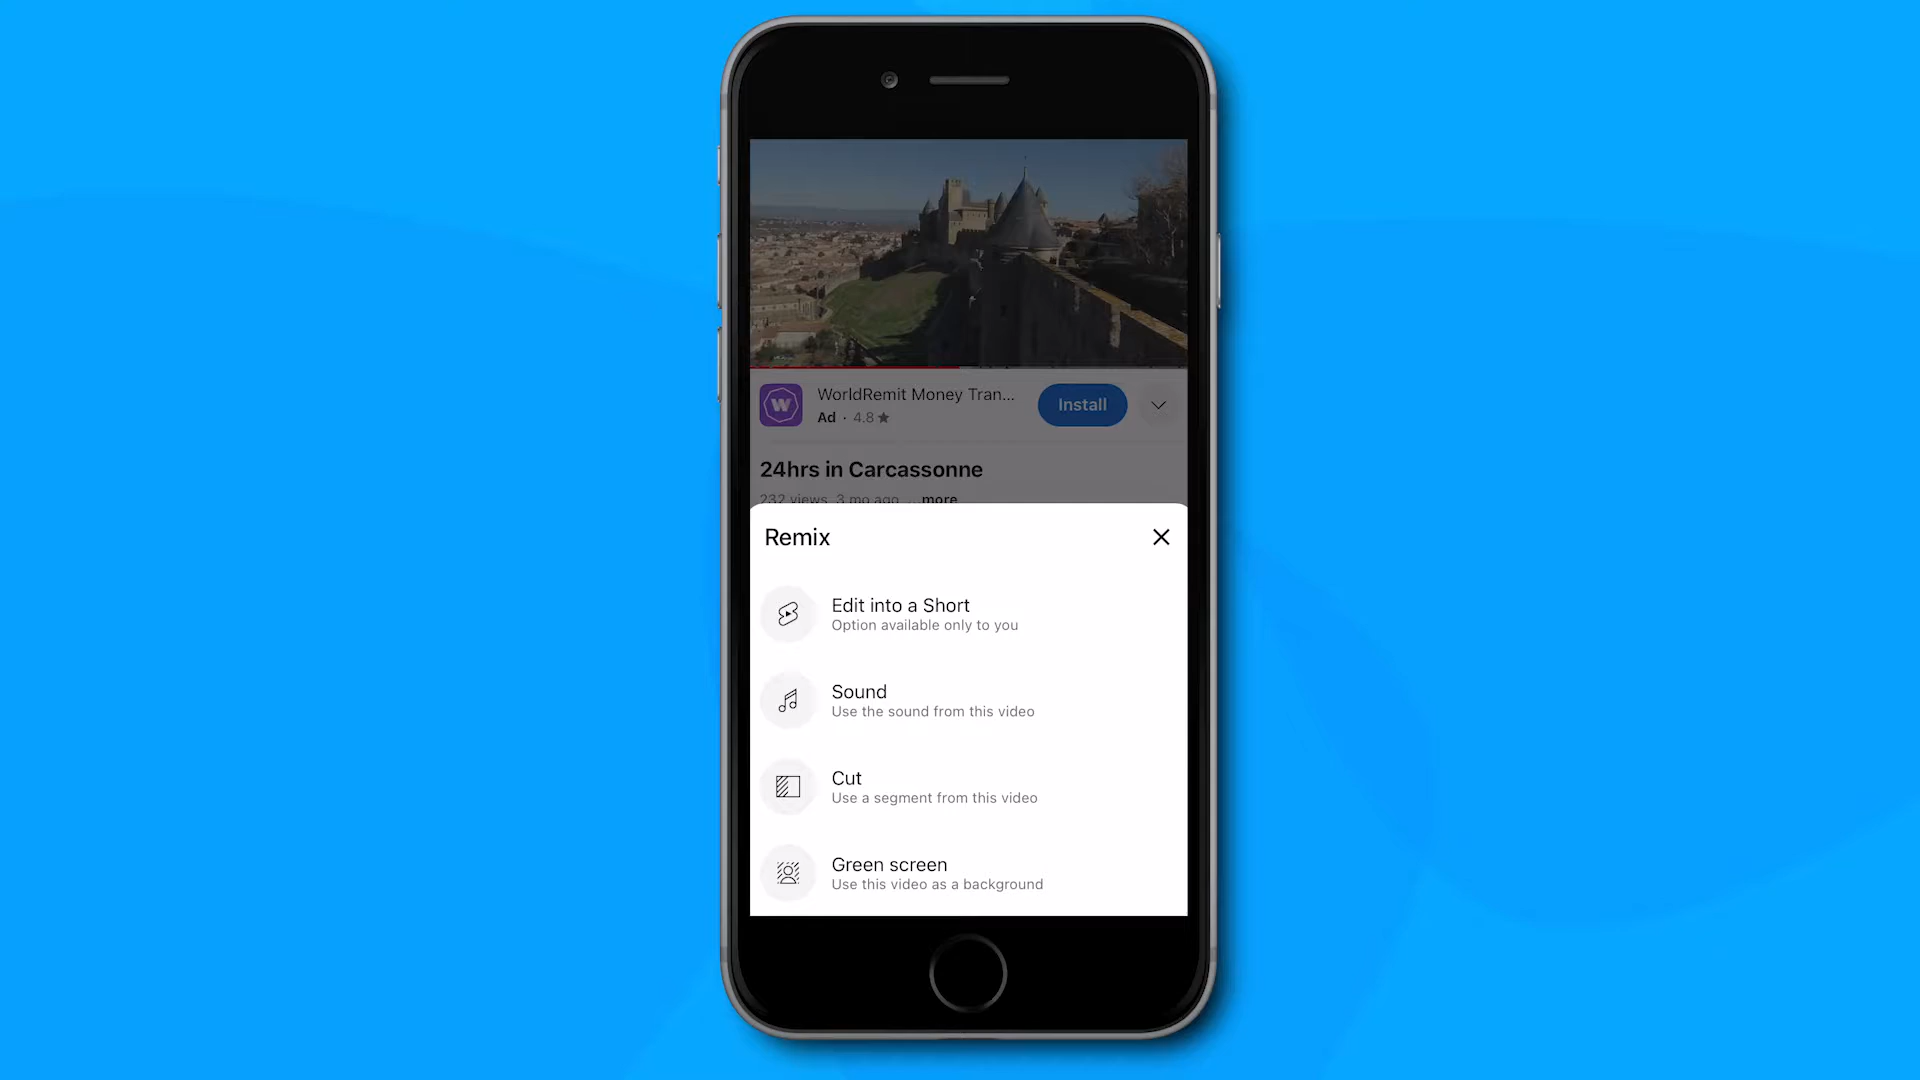 W
WorldRemit Money Tran...
Ad · 4.8★
Install
24hrs in Carcassonne
232 views 3 mo ago ...more
Remix
Edit into a Short
Option available only to you
Sound
Use the sound from this video
Cut
Use a segment from this video
Green screen
Use this video as a background